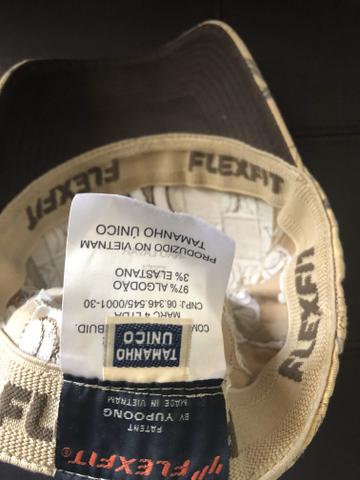 FLEXFIT
FLEXFIT
FLEXFIT
FLEXFIT
BY YUPOONG
PATENT
MADE IN VIETNAM
TAMANHO
ÚNICO
MARC 4 LTDA
CNPJ: 06.346.545/0001-30
97% ALGODÃO
3% ELASTANO
PRODUZIDO NO VIETNAM
TAMANHO ÚNICO
FL